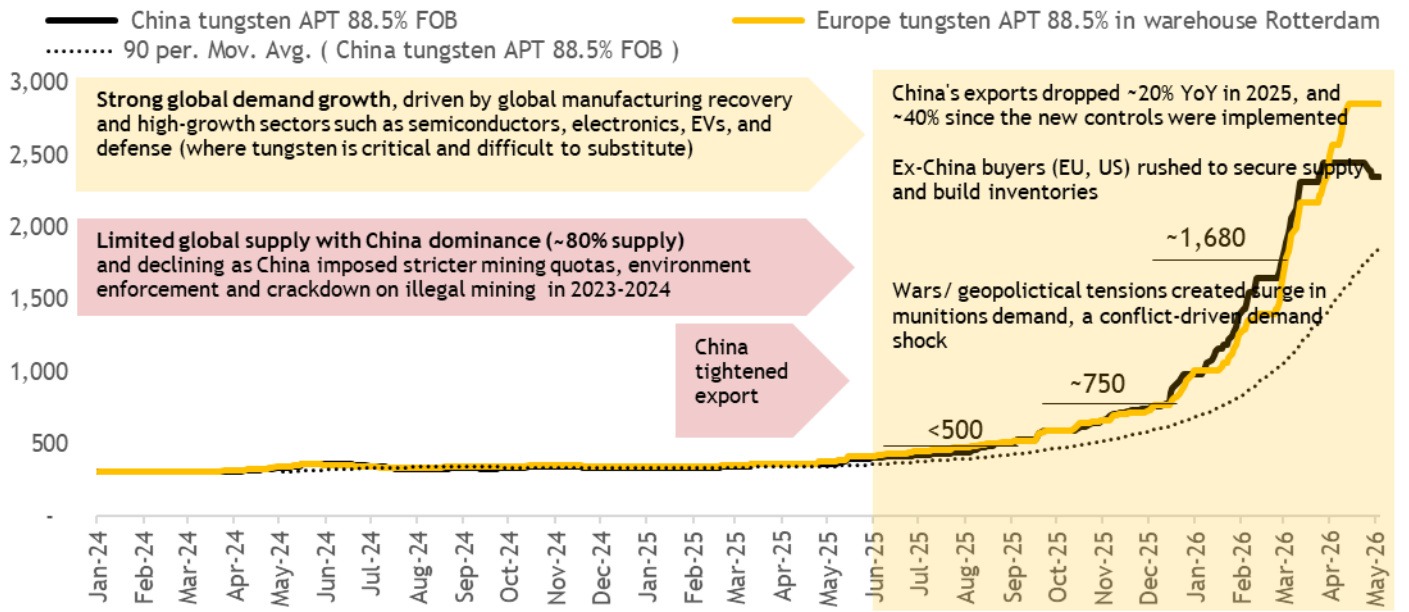 China tungsten APT 88.5% FOB
Europe tungsten APT 88.5% in warehouse Rotterdam
90 per. Mov. Avg. ( China tungsten APT 88.5% FOB )
3,000
2,500
2,000
1,500
1,000
500
-
Strong global demand growth, driven by global manufacturing recovery
and high-growth sectors such as semiconductors, electronics, EVs, and
defense (where tungsten is critical and difficult to substitute)
Limited global supply with China dominance (~80% supply)
and declining as China imposed stricter mining quotas, environment
enforcement and crackdown on illegal mining in 2023-2024
China
tightened
export
China's exports dropped ~20% YoY in 2025, and
~40% since the new controls were implemented
Ex-China buyers (EU, US) rushed to secure supply
and build inventories
~1,680
Wars/ geopolictical tensions created surge in
munitions demand, a conflict-driven demand
shock
~750
<500
Jan-24
Feb-24
Mar-24
Apr-24
May-24
Jun-24
Jul-24
Aug-24
Sep-24
Oct-24
Nov-24
Dec-24
Jan-25
Feb-25
Mar-25
Apr-25
May-25
Jun-25
Jul-25
Aug-25
Sep-25
Oct-25
Nov-25
Dec-25
Jan-26
Feb-26
Mar-26
Apr-26
May-26